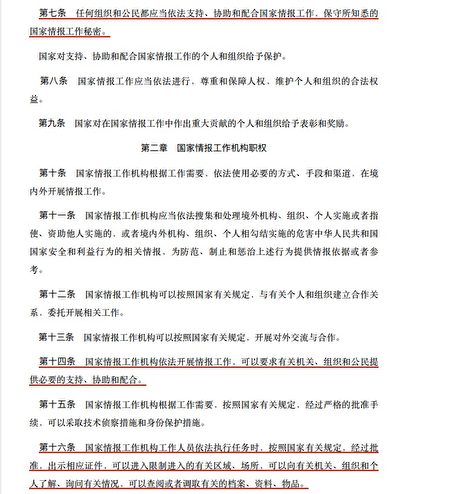 第七条　任何组织和公民都应当依法支持、协助和配合国家情报工作，保守所知悉的
国家情报工作秘密。
国家对支持、协助和配合国家情报工作的个人和组织给予保护。
第八条　国家情报工作应当依法进行，尊重和保障人权，维护个人和组织的合法权
益。
第九条　国家对在国家情报工作中作出重大贡献的个人和组织给予表彰和奖励。
第二章　国家情报工作机构职权
第十条　国家情报工作机构根据工作需要，依法使用必要的方式、手段和渠道，在境
内外开展情报工作。
第十一条　国家情报工作机构应当依法搜集和处理境外机构、组织、个人实施或者指
使、资助他人实施的，或者境内外机构、组织、个人相勾结实施的危害中华人民共和国
国家安全和利益行为的相关情报，为防范、制止和惩治上述行为提供情报依据或者参
考。
第十二条　国家情报工作机构可以按照国家有关规定，与有关个人和组织建立合作关
系，委托开展相关工作。
第十三条　国家情报工作机构可以按照国家有关规定，开展对外交流与合作。
第十四条　国家情报工作机构依法开展情报工作，可以要求有关机关、组织和公民提
供必要的支持、协助和配合。
第十五条　国家情报工作机构根据工作需要，按照国家有关规定，经过严格的批准手
续，可以采取技术侦察措施和身份保护措施。
第十六条　国家情报工作机构工作人员依法执行任务时，按照国家有关规定，经过批
准，出示相应证件，可以进入限制进入的有关区域、场所，可以向有关机关、组织和个
人了解、询问有关情况，可以查阅或者调取有关的档案、资料、物品。